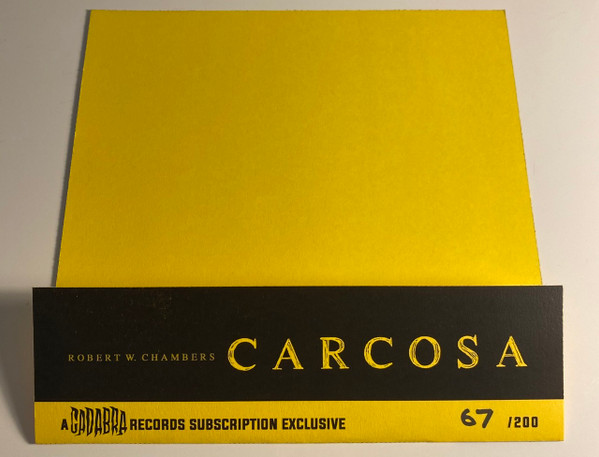 ROBERT W. CHAMBERS CARCOSA
A CADABRA RECORDS SUBSCRIPTION EXCLUSIVE 67 /200